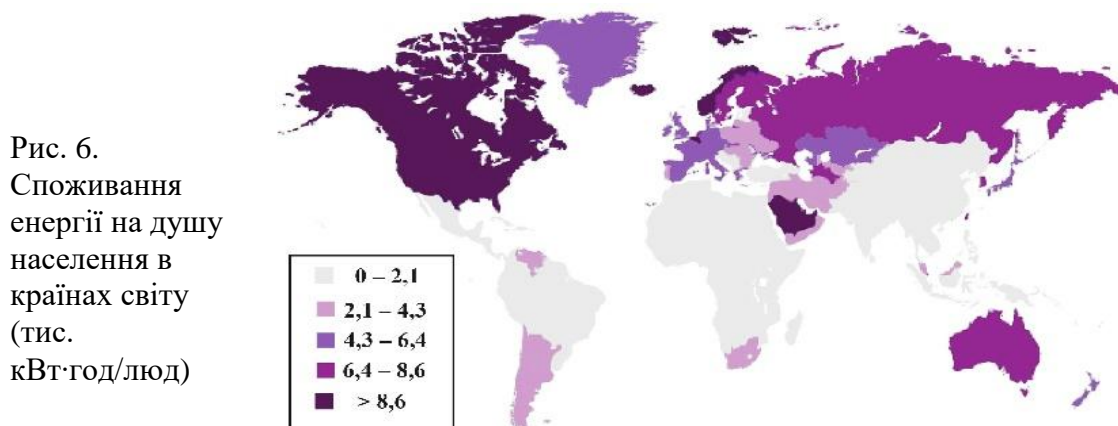 Рис. 6.
Споживання
енергії на душу
населення в
країнах світу
(тис.
кВт·год/люд)
0 – 2,1
2,1 – 4,3
4,3 – 6,4
6,4 – 8,6
> 8,6